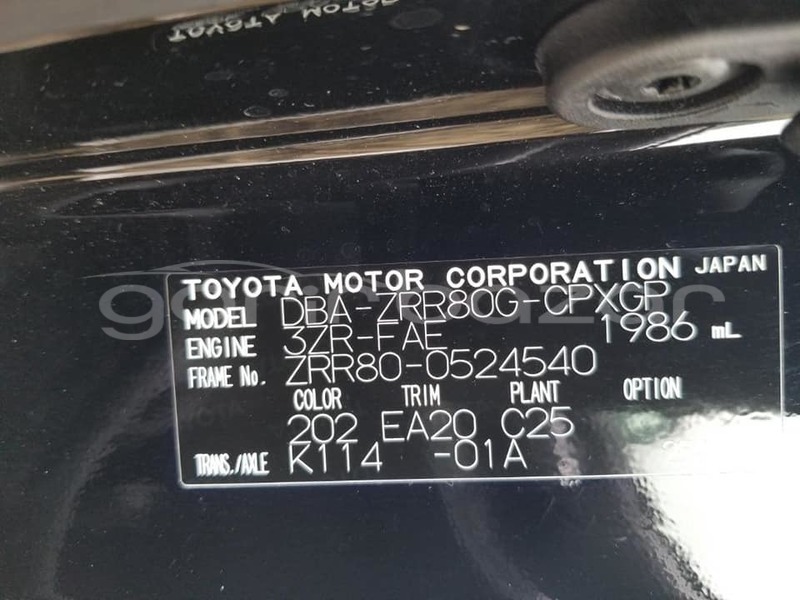 TOYOTA MOTOR CORPORATION JAPAN
MODEL DBA-ZRR80G-CPXGP
ENGINE 3ZR-FAE 1986 mL
FRAME No. ZRR80-0524540
COLOR TRIM PLANT OPTION
202 EA20 C25
TRANS./AXLE K114 -01A